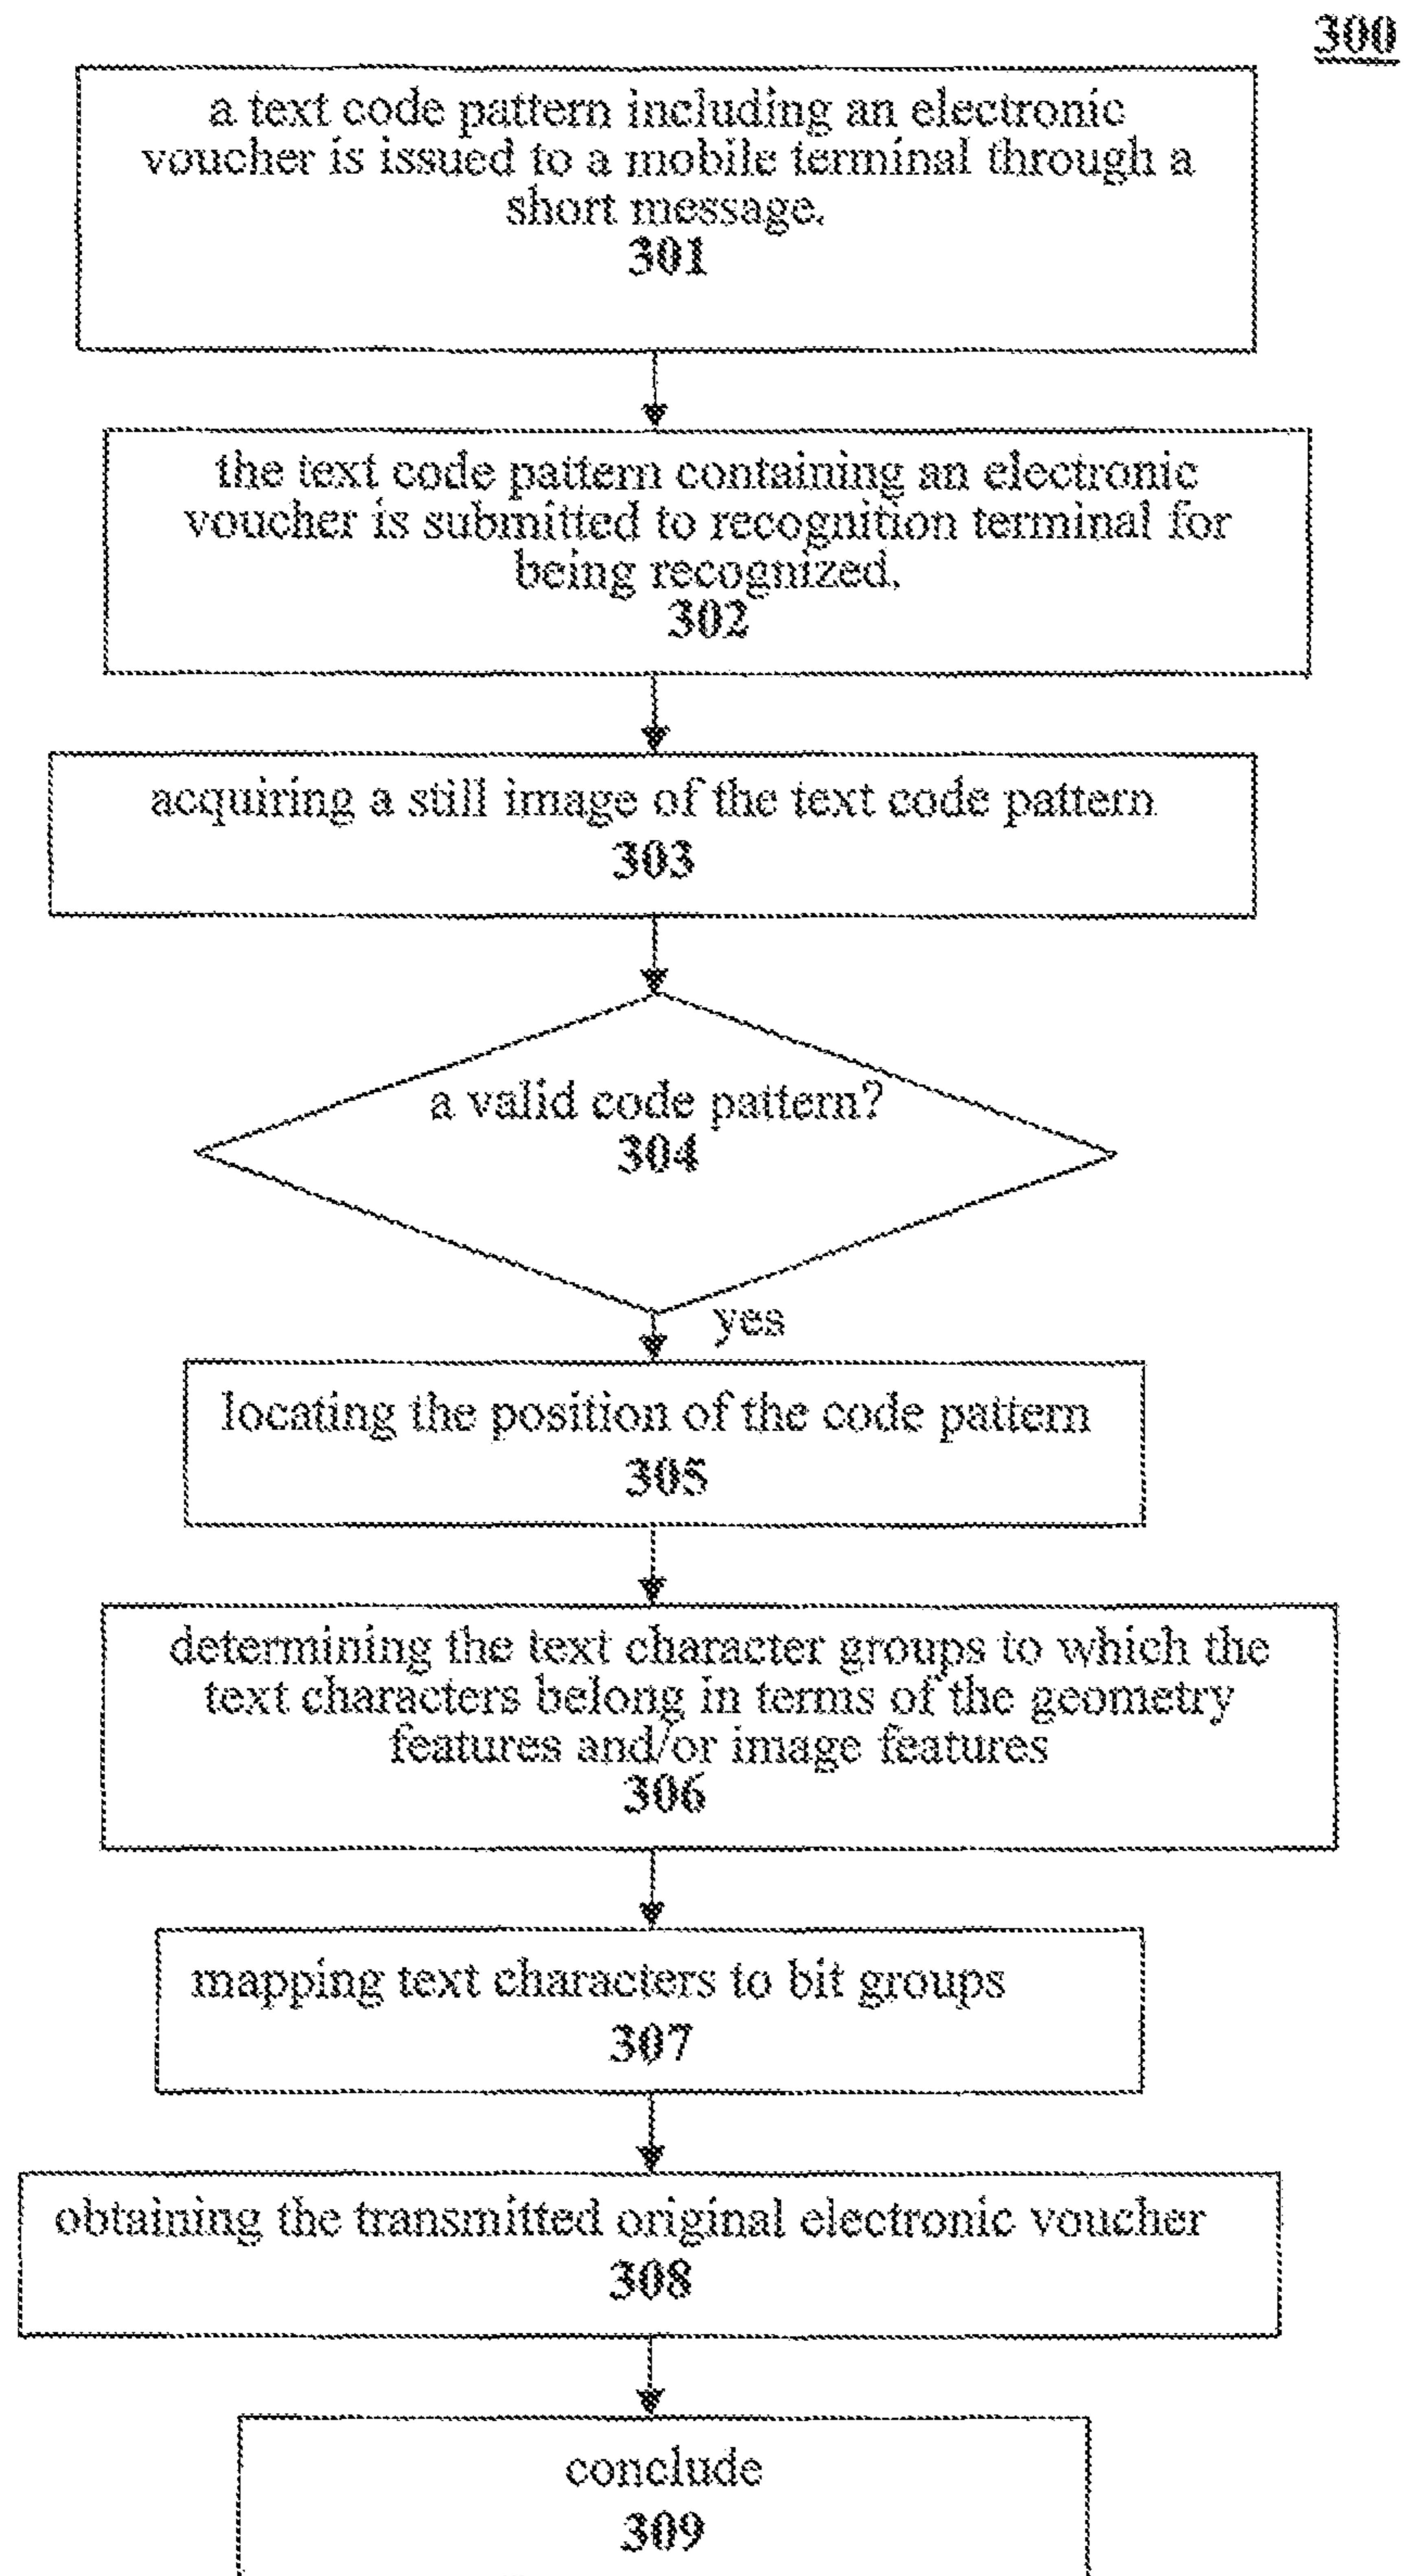 300
a text code pattern including an electronic
voucher is issued to a mobile terminal through a
short message.
301
the text code pattern containing an electronic
voucher is submitted to recognition terminal for
being recognized.
302
acquiring a still image of the text code pattern
303
a valid code pattern?
304
yes
locating the position of the code pattern
305
determining the text character groups to which the
text characters belong in terms of the geometry
features and/or image features
306
mapping text characters to bit groups
307
obtaining the transmitted original electronic voucher
308
conclude
309